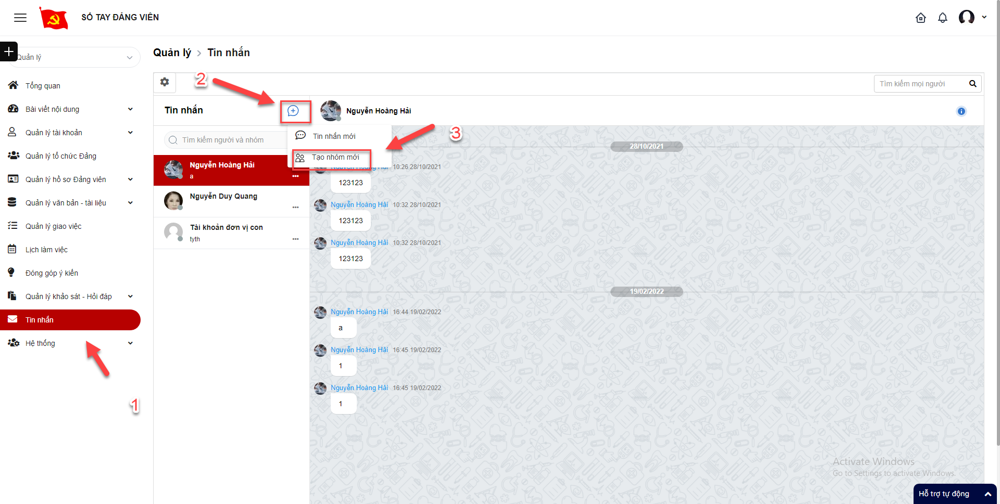 SỔ TAY ĐẢNG VIÊN
Quản lý
Tổng quan
Bài viết nội dung
Quản lý tài khoản
Quản lý tổ chức Đảng
Quản lý hồ sơ Đảng viên
Quản lý văn bản - tài liệu
Quản lý giao việc
Lịch làm việc
Đóng góp ý kiến
Quản lý khảo sát - Hỏi đáp
Tin nhắn
Hệ thống
1
Quản lý > Tin nhắn
2
Tìm kiếm mọi người
Tin nhắn
Tìm kiếm người và nhóm
Tin nhắn mới
Tạo nhóm mới
3
Nguyễn Hoàng Hải
a
Nguyễn Duy Quang
Tài khoản đơn vị con
tyth
Nguyễn Hoàng Hải
28/10/2021
Nguyễn Hoàng Hải 10:26 28/10/2021
123123
Nguyễn Hoàng Hải 10:32 28/10/2021
123123
Nguyễn Hoàng Hải 10:32 28/10/2021
123123
19/02/2022
Nguyễn Hoàng Hải 16:44 19/02/2022
a
Nguyễn Hoàng Hải 16:45 19/02/2022
1
Nguyễn Hoàng Hải 16:45 19/02/2022
1
Activate Windows
Go to Settings to activate Windows.
Hỗ trợ tự động